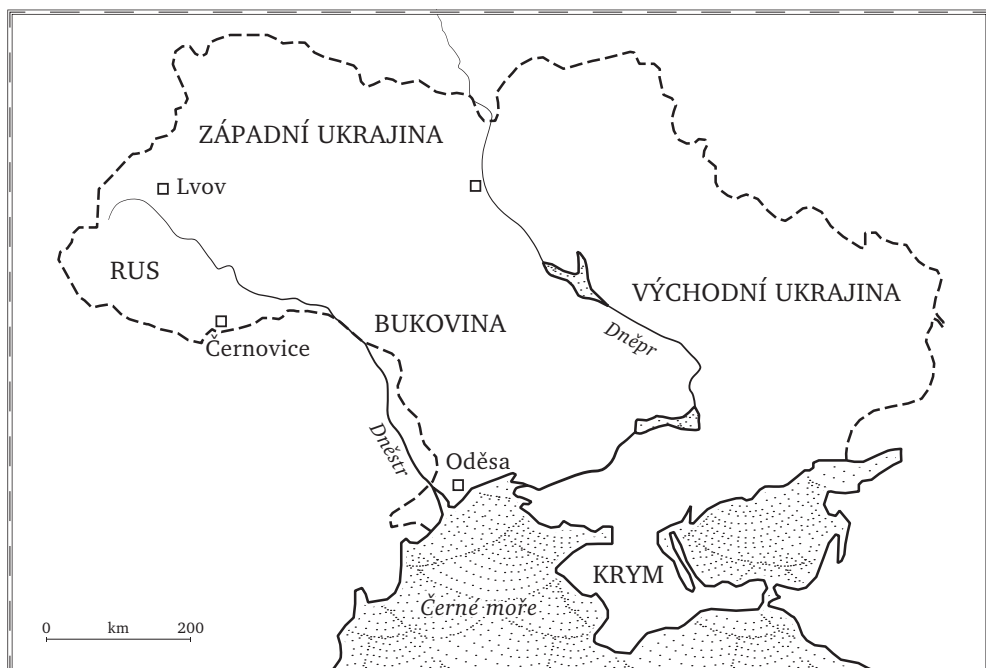 ZÁPADNÍ UKRAJINA
Lvov
RUS
VÝCHODNÍ UKRAJINA
BUKOVINA
Dněpr
Černovice
Dněstr
Oděsa
KRYM
Černé moře
0 km 200